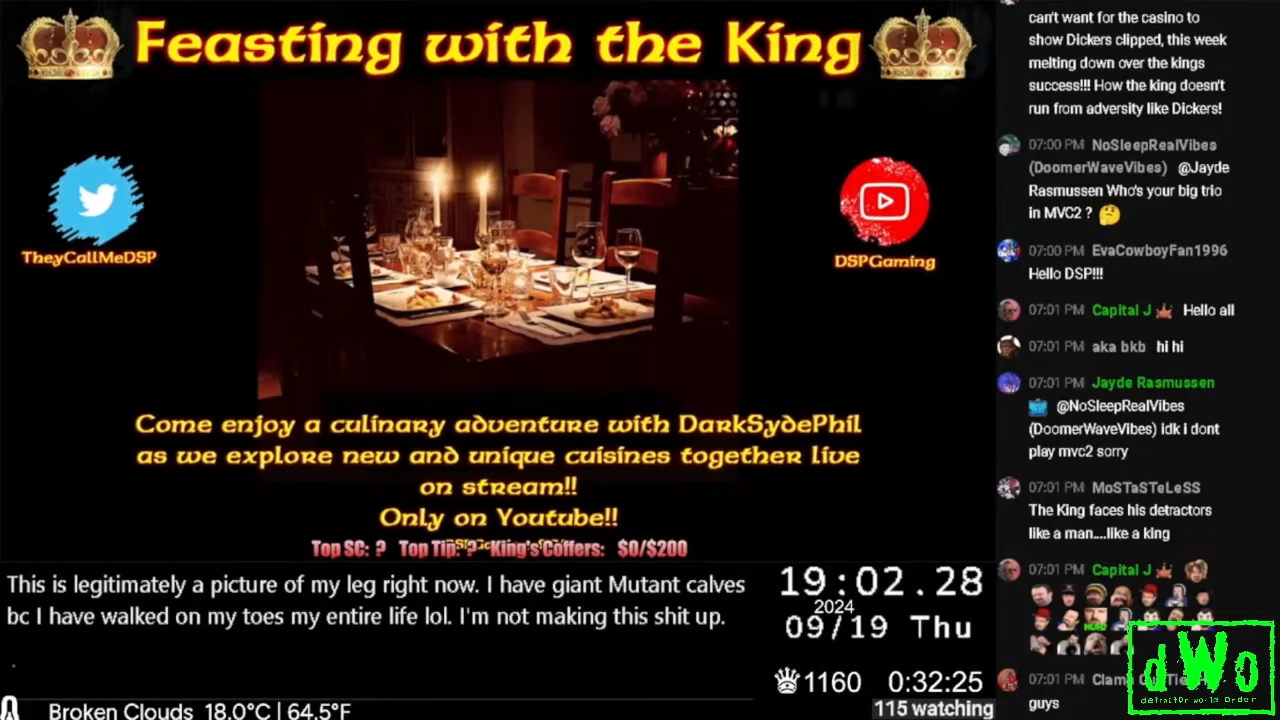 Feasting with the King
TheyCallMeDSP
DSPGaming
Come enjoy a culinary adventure with DarkSydePhil
as we explore new and unique cuisines together live
on stream!!
Only on Youtube!!
Top SC: ? Top Tip: ? King's Coffers: $0/$200
This is legitimately a picture of my leg right now. I have giant Mutant calves
bc I have walked on my toes my entire life lol. I'm not making this shit up.
19:02.28
2024
09/19 Thu
1160 0:32:25
115 watching
Broken Clouds 18.0°C | 64.5°F
can't want for the casino to
show Dickers clipped, this week
melting down over the kings
success!!! How the king doesn't
run from adversity like Dickers!
07:00 PM NoSleepRealVibes
(DoomerWaveVibes) @Jayde
Rasmussen Who's your big trio
in MVC2 ? 🤔
07:00 PM EvaCowboyFan1996
Hello DSP!!!
07:01 PM Capital J Hello all
07:01 PM aka bkb hi hi
07:01 PM Jayde Rasmussen
@NoSleepRealVibes
(DoomerWaveVibes) idk i dont
play mvc2 sorry
07:01 PM MoSTaSTeLeSS
The King faces his detractors
like a man....like a king
07:01 PM Capital J
07:01 PM
guys
dWo
detractor world order